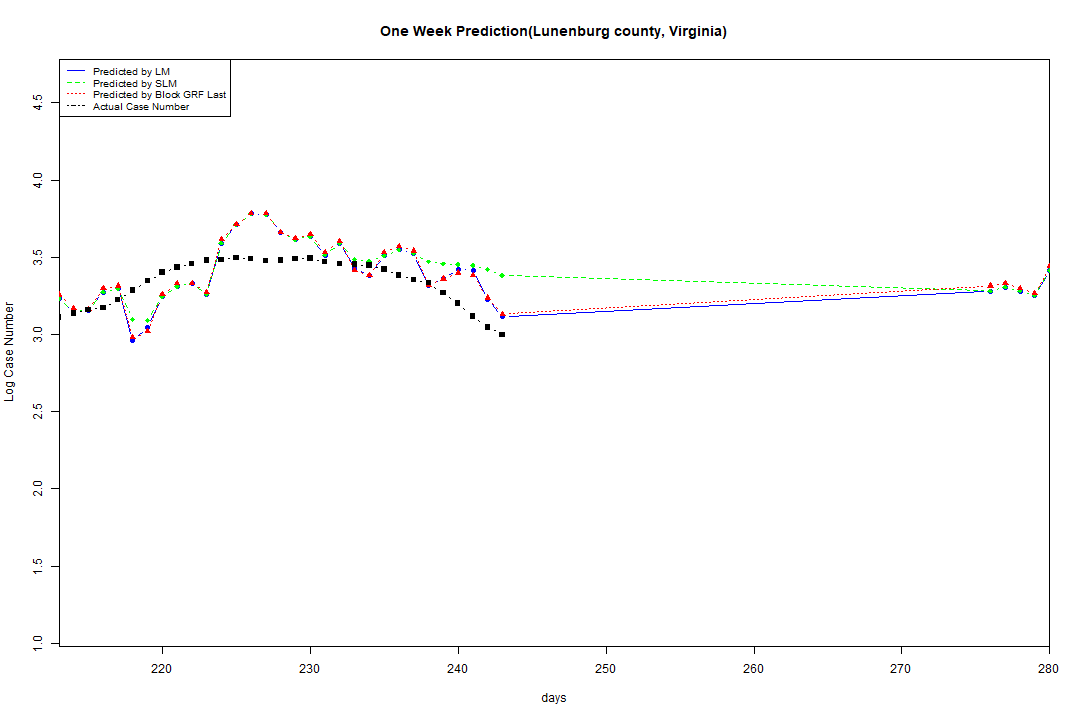 One Week Prediction(Lunenburg county, Virginia)
Predicted by LM
Predicted by SLM
Predicted by Block GRF Last
Actual Case Number
Log Case Number
4.5
4.0
3.5
3.0
2.5
2.0
1.5
1.0
220 230 240 250 260 270 280
days